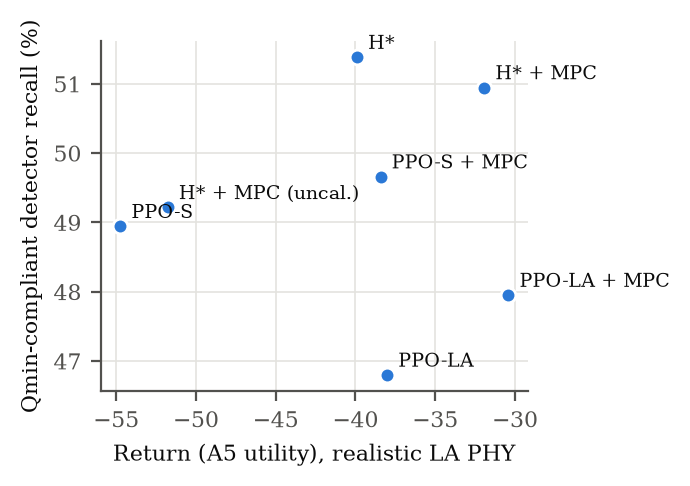 Qmin-compliant detector recall (%)
51
50
49
48
47
H*
H* + MPC
PPO-S + MPC
H* + MPC (uncal.)
PPO-S
PPO-LA + MPC
PPO-LA
−55
−50
−45
−40
−35
−30
Return (A5 utility), realistic LA PHY